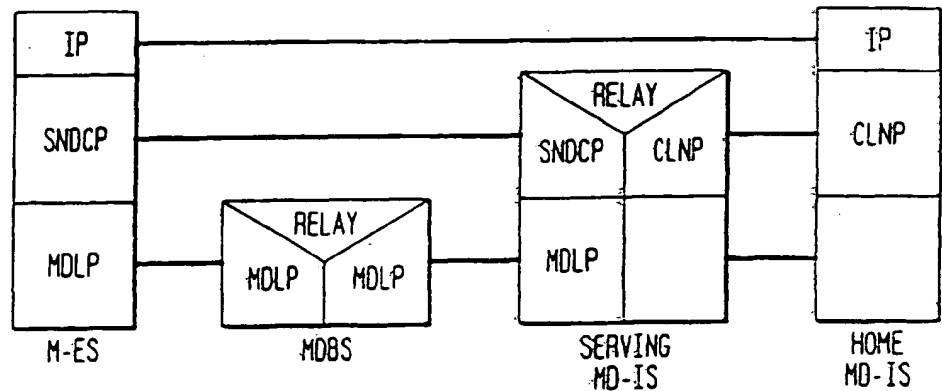 IP
IP
RELAY
SNDCP
SNDCP
CLNP
CLNP
RELAY
MDLP
MDLP
MDLP
MDLP
M-ES
MDBS
SERVING
MD-IS
HOME
MD-IS